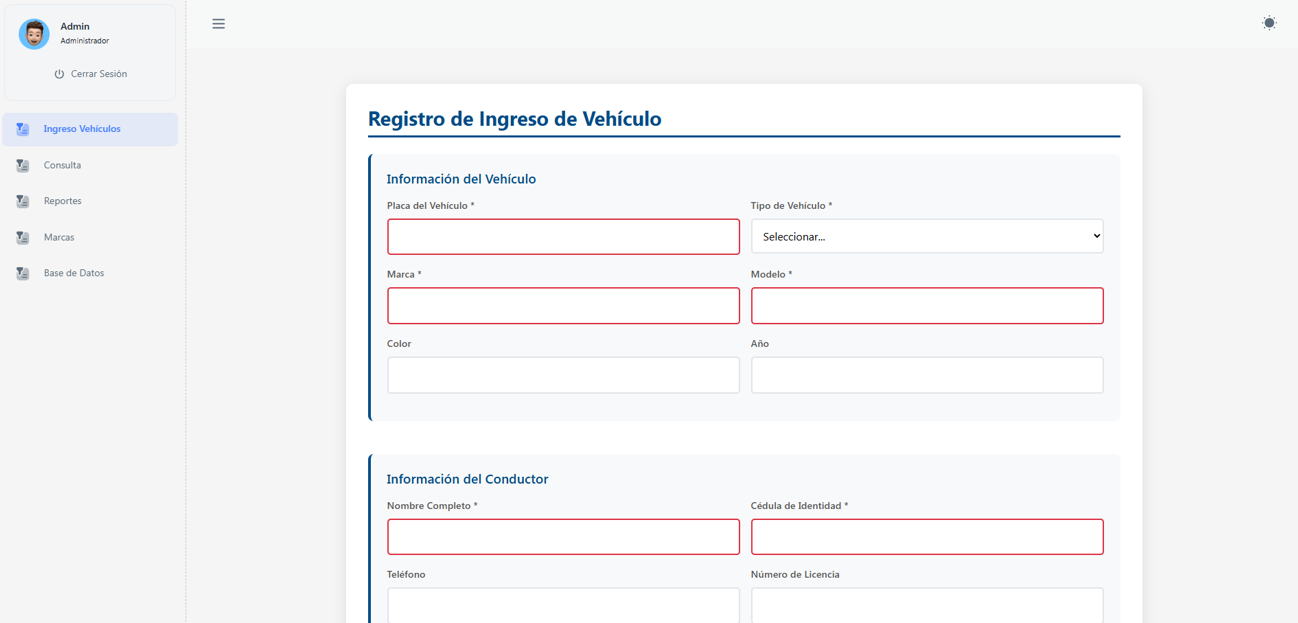 Admin
Administrador
Cerrar Sesión
Ingreso Vehículos
Consulta
Reportes
Marcas
Base de Datos
Registro de Ingreso de Vehículo
Información del Vehículo
Placa del Vehículo *
Tipo de Vehículo *
Seleccionar...
Marca *
Modelo *
Color
Año
Información del Conductor
Nombre Completo *
Cédula de Identidad *
Teléfono
Número de Licencia